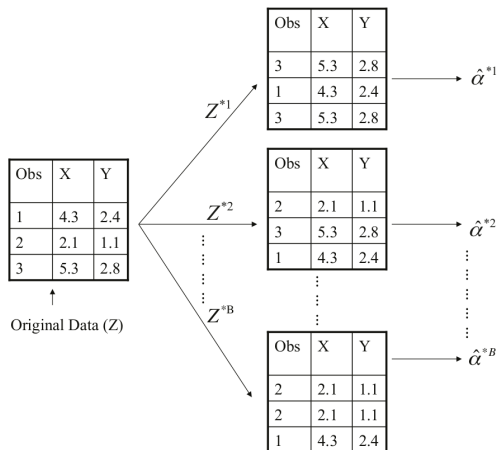 Obs X Y
3 5.3 2.8
1 4.3 2.4
3 5.3 2.8
α̂*1
Z*1
Obs X Y
1 4.3 2.4
2 2.1 1.1
3 5.3 2.8
Original Data (Z)
Z*2
Obs X Y
2 2.1 1.1
3 5.3 2.8
1 4.3 2.4
α̂*2
Z*B
Obs X Y
2 2.1 1.1
2 2.1 1.1
1 4.3 2.4
α̂*B